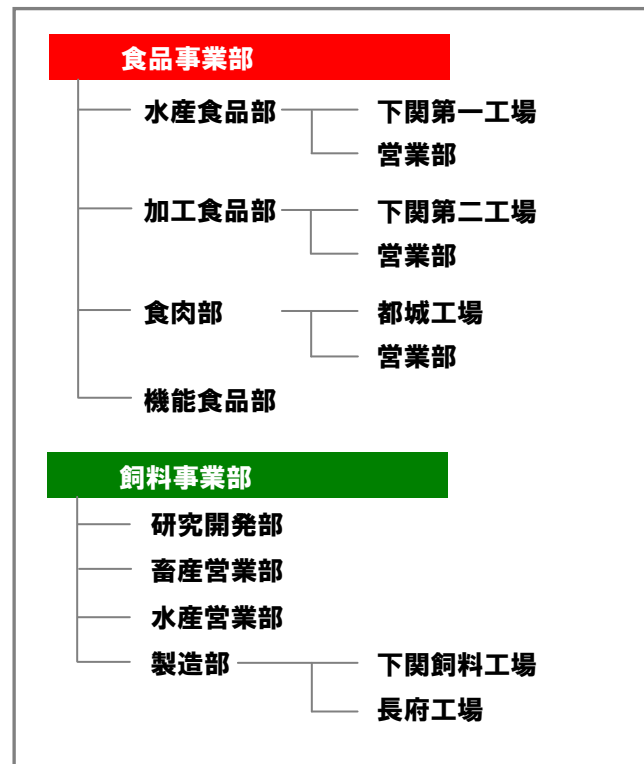 食品事業部
水産食品部 下関第一工場
営業部
加工食品部 下関第二工場
営業部
食肉部 都城工場
営業部
機能食品部
飼料事業部
研究開発部
畜産営業部
水産営業部
製造部 下関飼料工場
長府工場